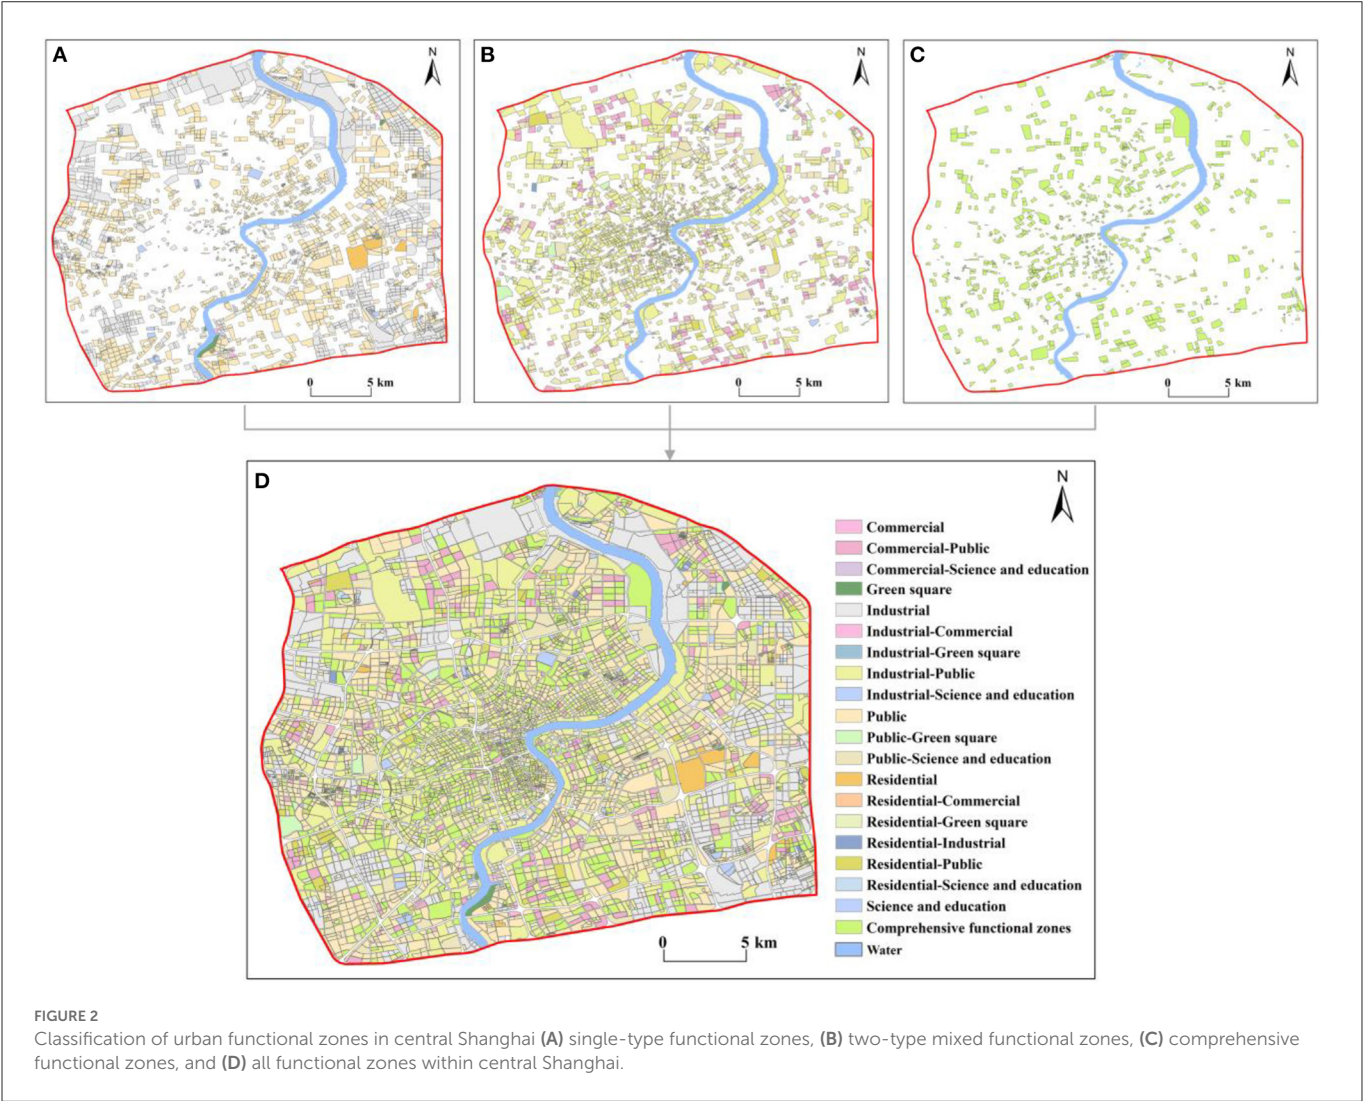 A
N
0 5 km
B
N
0 5 km
C
N
0 5 km
D
N
Commercial
Commercial-Public
Commercial-Science and education
Green square
Industrial
Industrial-Commercial
Industrial-Green square
Industrial-Public
Industrial-Science and education
Public
Public-Green square
Public-Science and education
Residential
Residential-Commercial
Residential-Green square
Residential-Industrial
Residential-Public
Residential-Science and education
Science and education
Comprehensive functional zones
Water
0 5 km
FIGURE 2
Classification of urban functional zones in central Shanghai (A) single-type functional zones, (B) two-type mixed functional zones, (C) comprehensive
functional zones, and (D) all functional zones within central Shanghai.